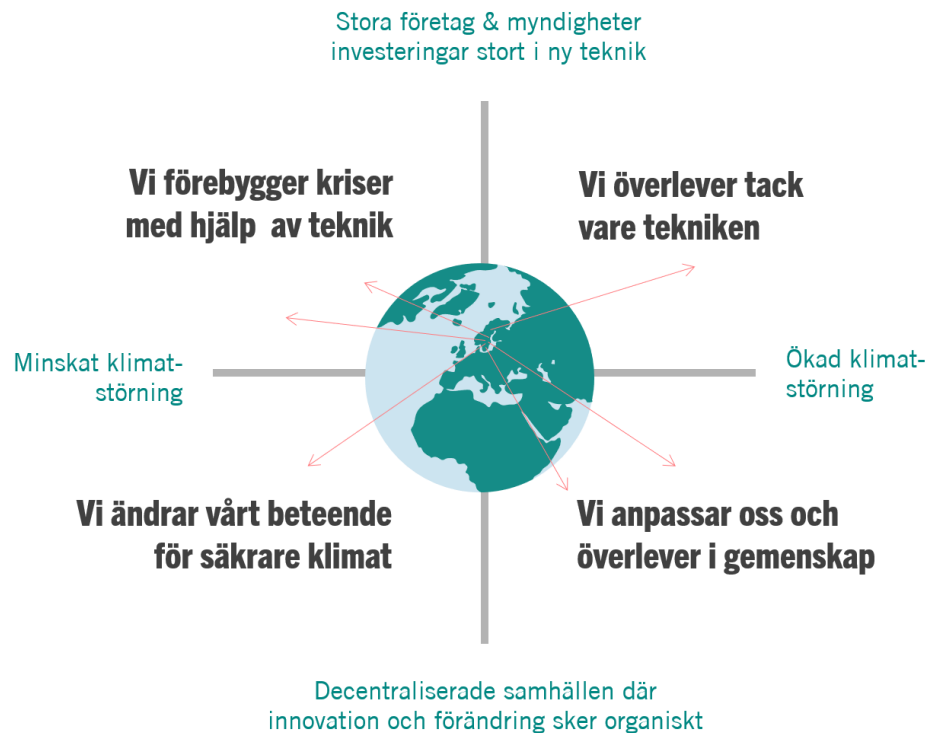 Stora företag & myndigheter
investeringar stort i ny teknik
Vi förebygger kriser
med hjälp av teknik
Vi överlever tack
vare tekniken
Minskat klimat-
störning
Ökad klimat-
störning
Vi ändrar vårt beteende
för säkrare klimat
Vi anpassar oss och
överlever i gemenskap
Decentraliserade samhällen där
innovation och förändring sker organiskt